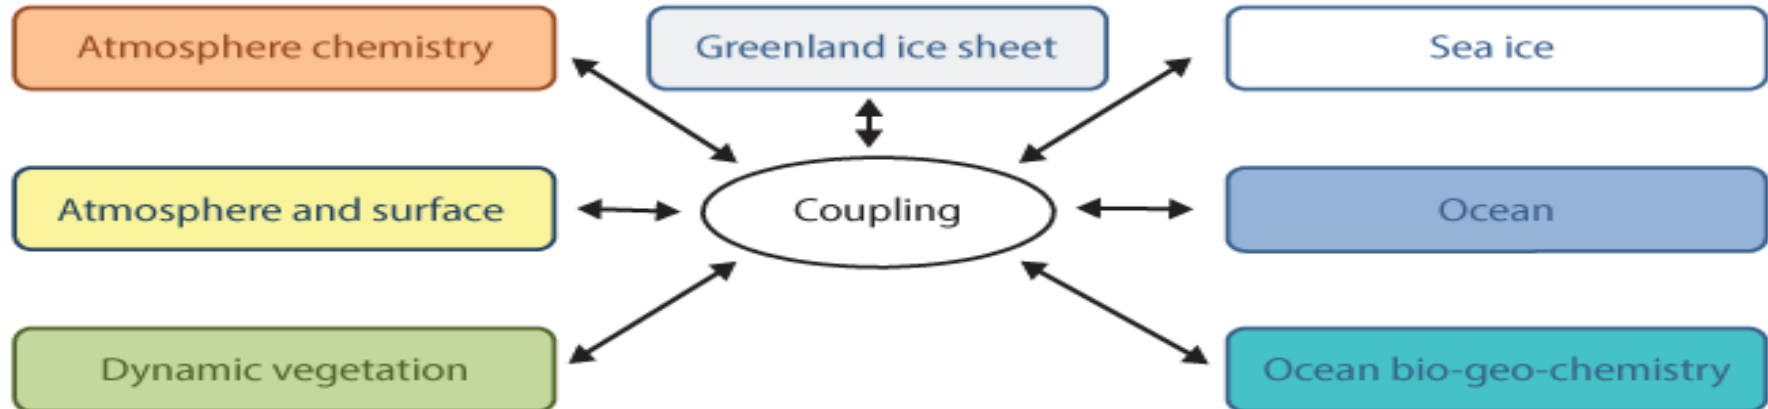 Atmosphere chemistry
Greenland ice sheet
Sea ice
Atmosphere and surface
Coupling
Ocean
Dynamic vegetation
Ocean bio-geo-chemistry